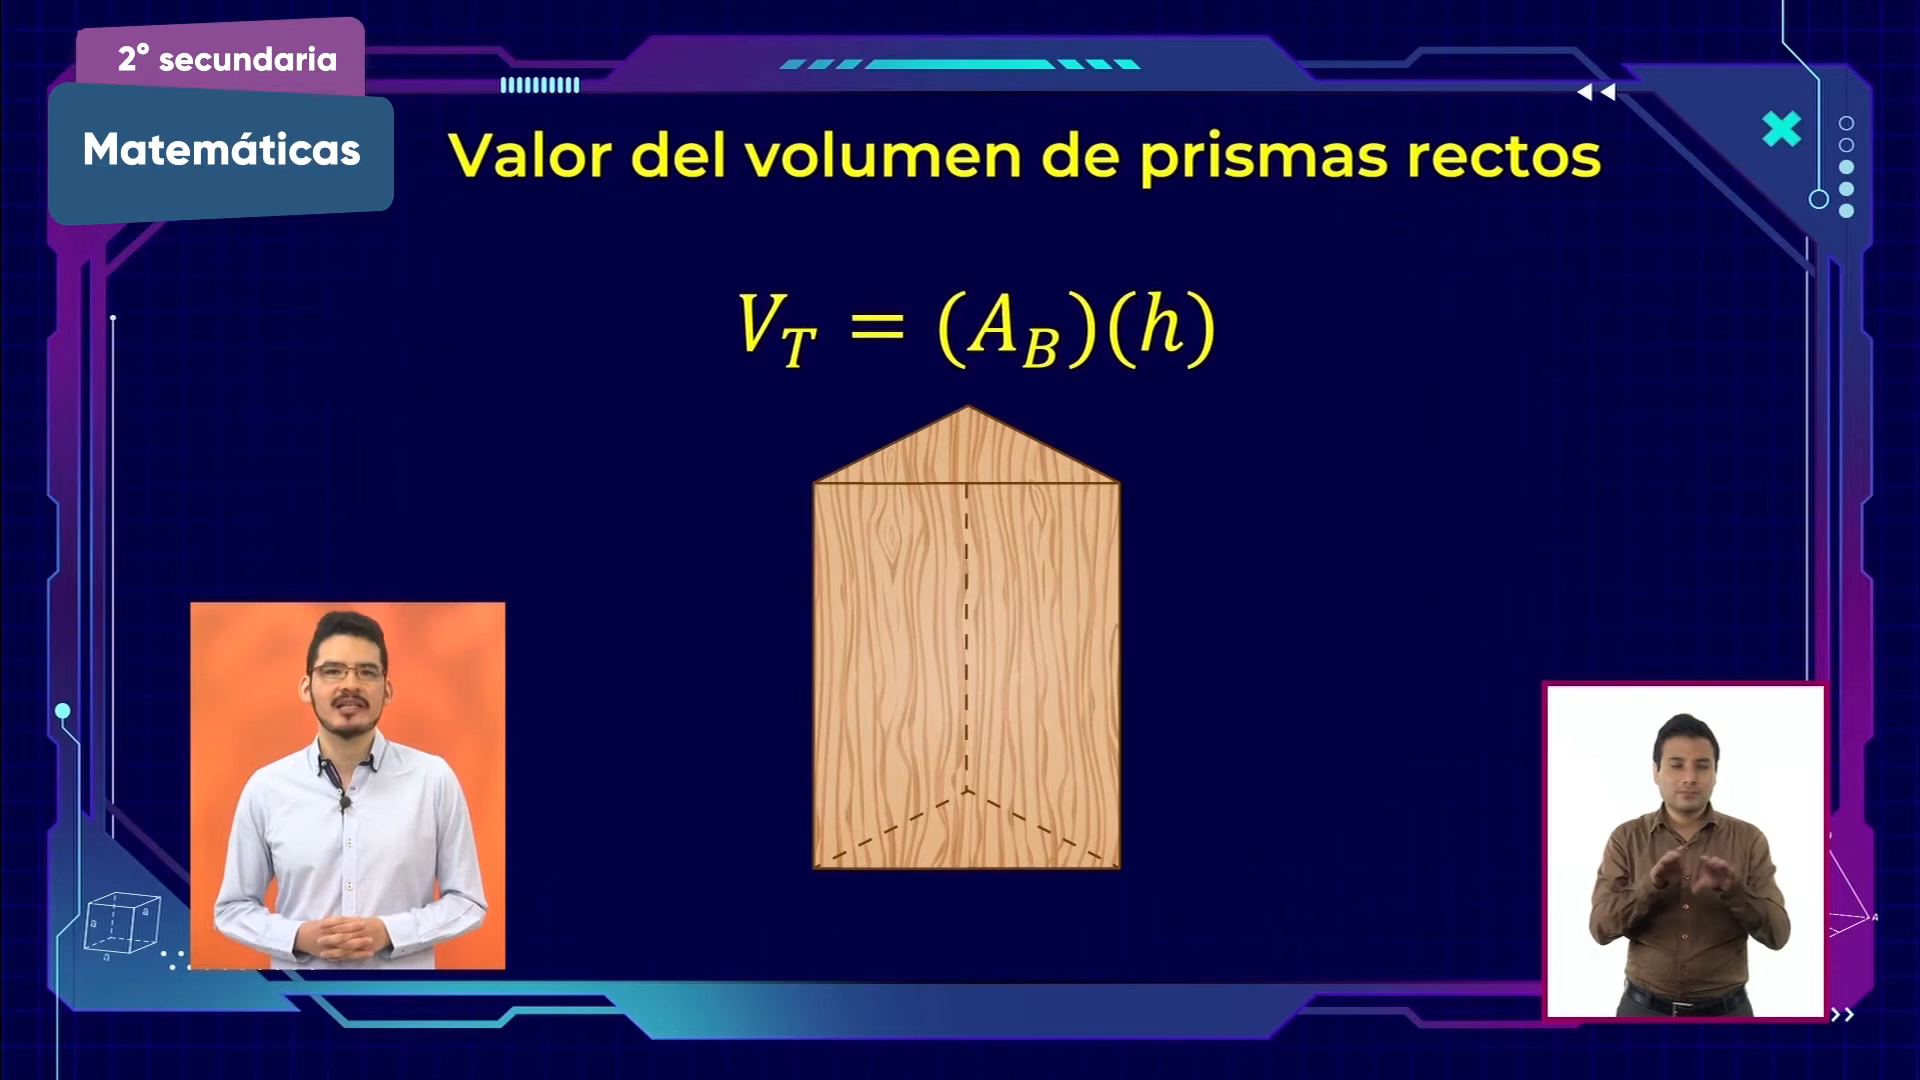 2° secundaria
Matemáticas
Valor del volumen de prismas rectos
V_T = (A_B)(h)
a
a
a
A